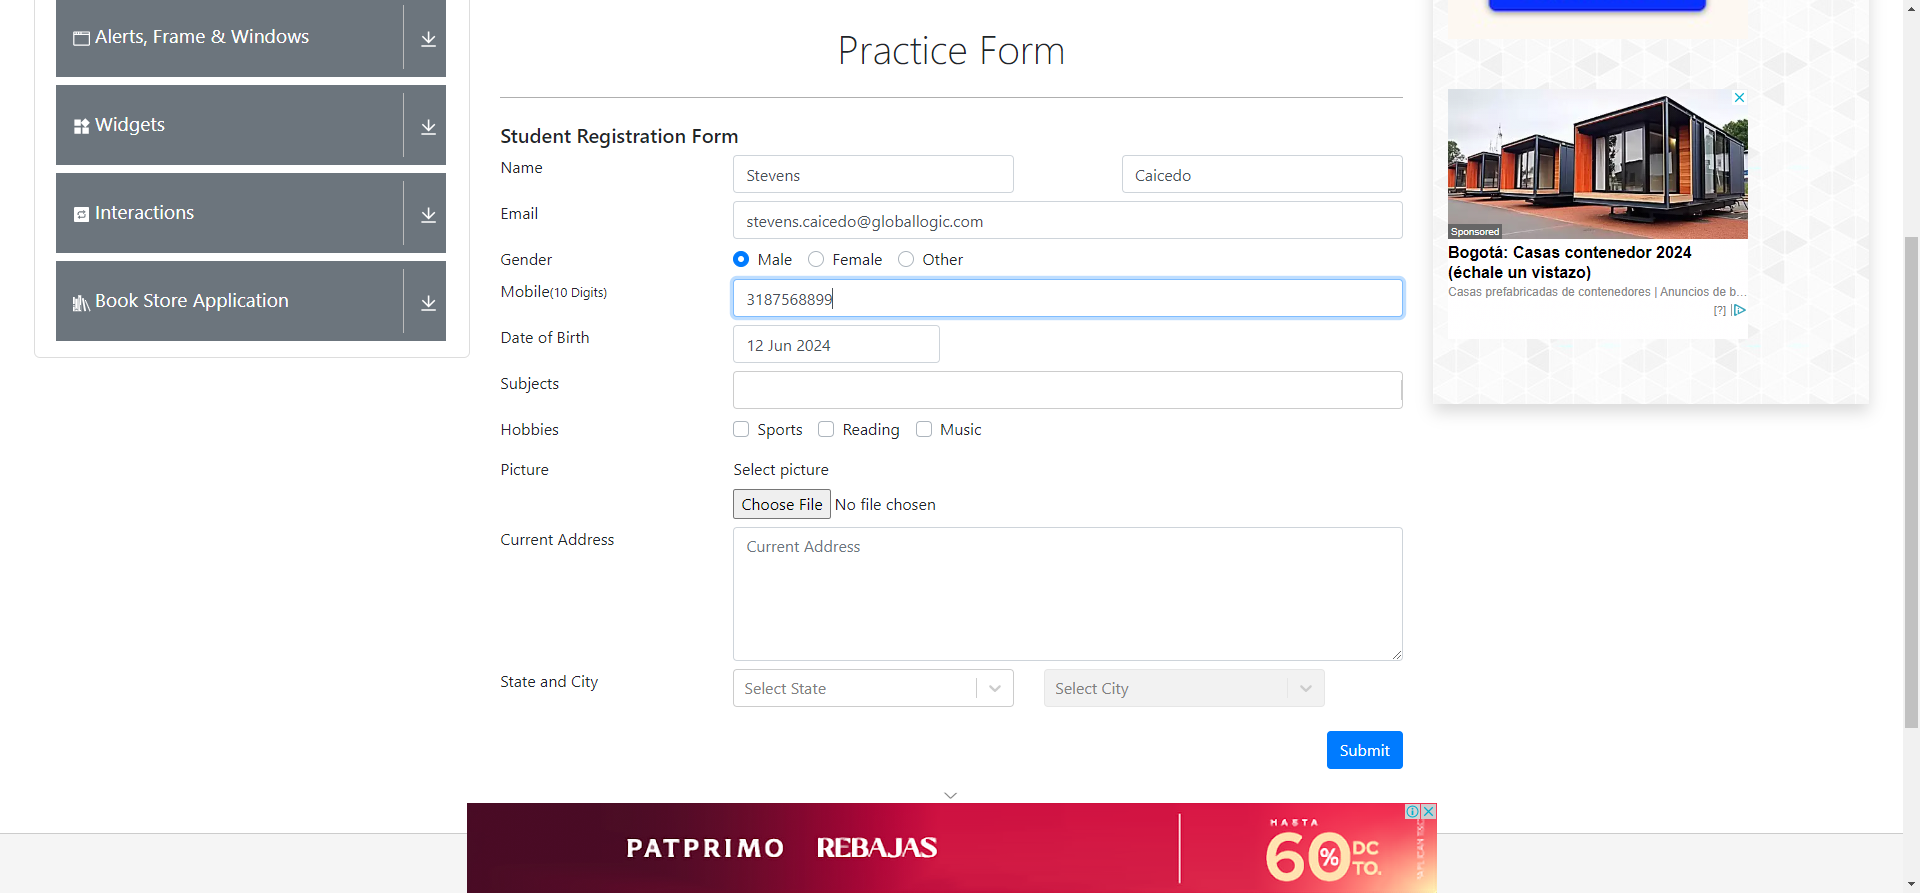 Alerts, Frame & Windows
Widgets
Interactions
Book Store Application
Practice Form
Student Registration Form
Name
Stevens
Caicedo
Email
stevens.caicedo@globallogic.com
Gender
Male
Female
Other
Mobile(10 Digits)
3187568899
Date of Birth
12 Jun 2024
Subjects
Hobbies
Sports
Reading
Music
Picture
Select picture
Choose File
No file chosen
Current Address
Current Address
State and City
Select State
Select City
Submit
Sponsored
Bogotá: Casas contenedor 2024
(échale un vistazo)
Casas prefabricadas de contenedores | Anuncios de b...
[?]
PATPRIMO REBAJAS
HASTA
60%
DC
TO.